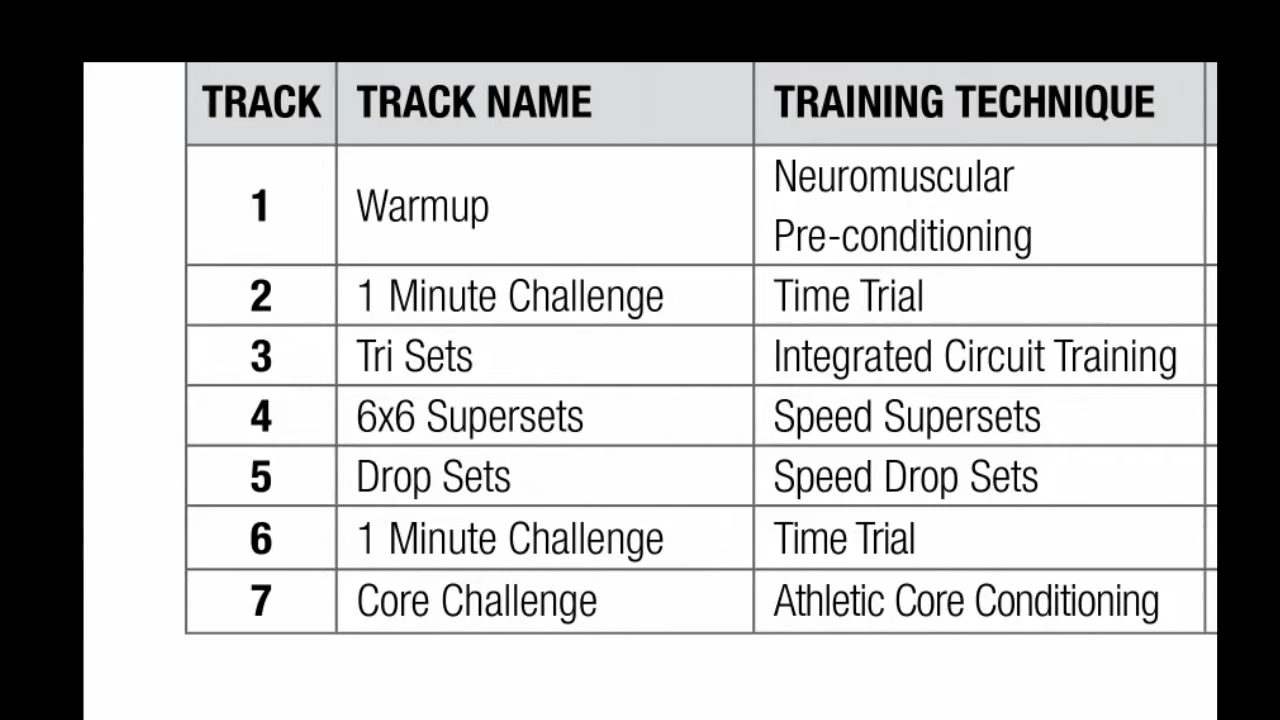 TRACK TRACK NAME TRAINING TECHNIQUE
1 Warmup Neuromuscular
Pre-conditioning
2 1 Minute Challenge Time Trial
3 Tri Sets Integrated Circuit Training
4 6x6 Supersets Speed Supersets
5 Drop Sets Speed Drop Sets
6 1 Minute Challenge Time Trial
7 Core Challenge Athletic Core Conditioning